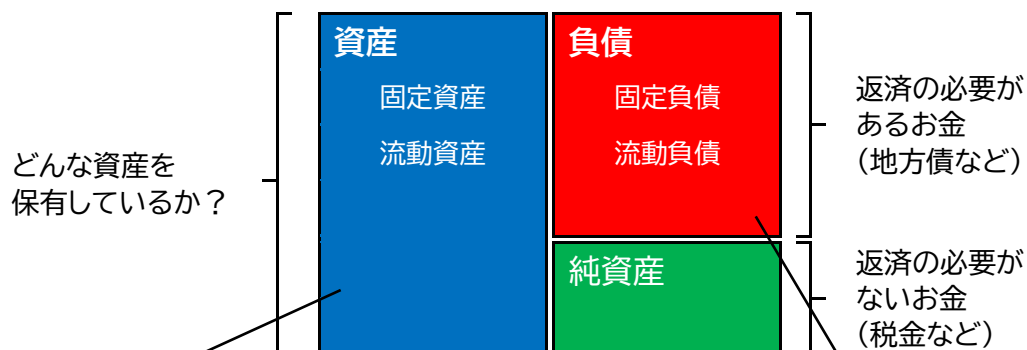 どんな資産を
保有しているか？
資産
固定資産
流動資産
負債
固定負債
流動負債
純資産
返済の必要が
あるお金
（地方債など）
返済の必要が
ないお金
（税金など）